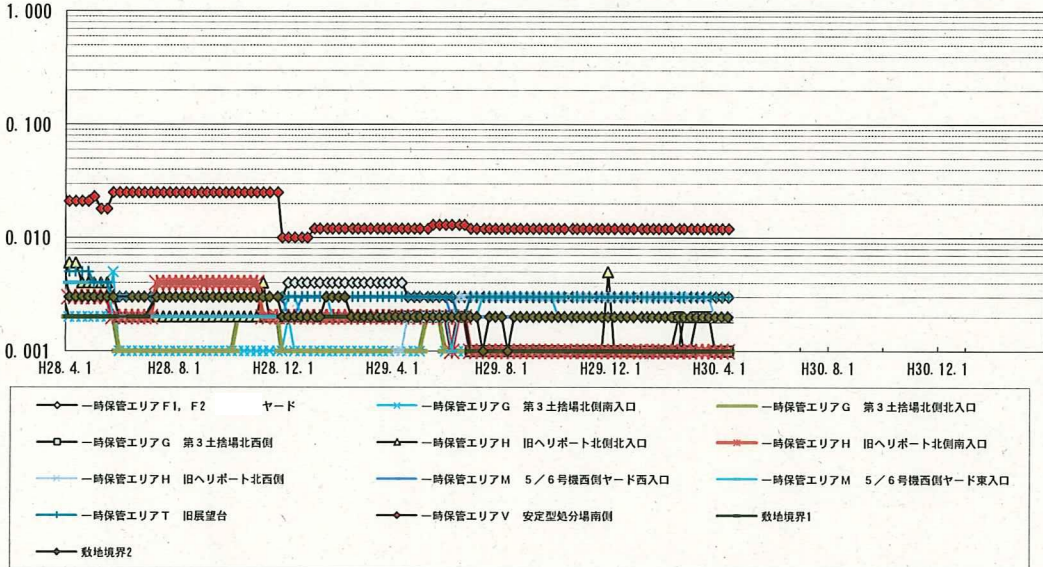 1.000
0.100
0.010
0.001
H28.4.1 H28.8.1 H28.12.1 H29.4.1 H29.8.1 H29.12.1 H30.4.1 H30.8.1 H30.12.1
一時保管エリアF1, F2 ヤード 一時保管エリアG 第3土捨場北側南入口 一時保管エリアG 第3土捨場北側北入口
一時保管エリアG 第3土捨場北西側 一時保管エリアH 旧ヘリポート北側北入口 一時保管エリアH 旧ヘリポート北側南入口
一時保管エリアH 旧ヘリポート北西側 一時保管エリアM 5/6号機西側ヤード西入口 一時保管エリアM 5/6号機西側ヤード東入口
一時保管エリアT 旧展望台 一時保管エリアV 安定型処分場南側 敷地境界1
敷地境界2